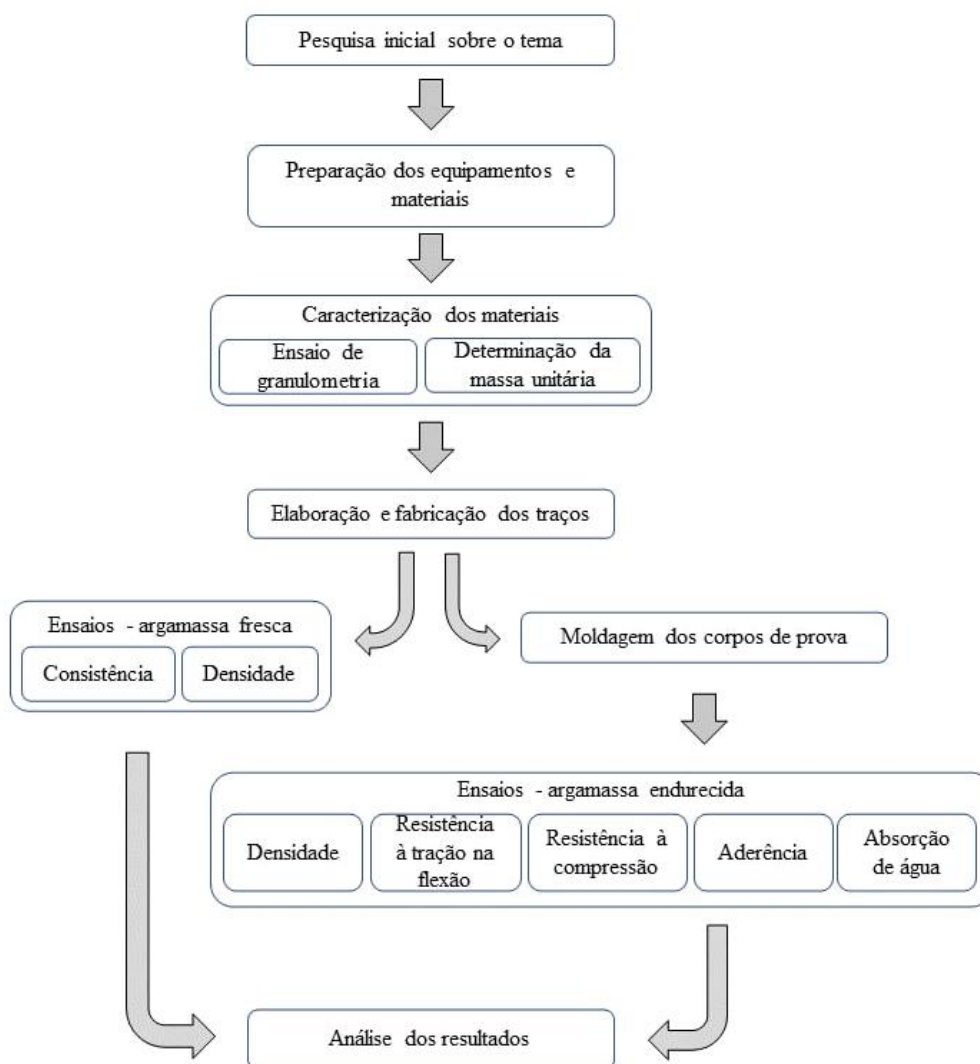 Pesquisa inicial sobre o tema
Preparação dos equipamentos e
materiais
Caracterização dos materiais
Ensaio de
granulometria
Determinação da
massa unitária
Elaboração e fabricação dos traços
Ensaios - argamassa fresca
Consistência
Densidade
Moldagem dos corpos de prova
Ensaios - argamassa endurecida
Densidade
Resistência
à tração na
flexão
Resistência à
compressão
Aderência
Absorção
de água
Análise dos resultados